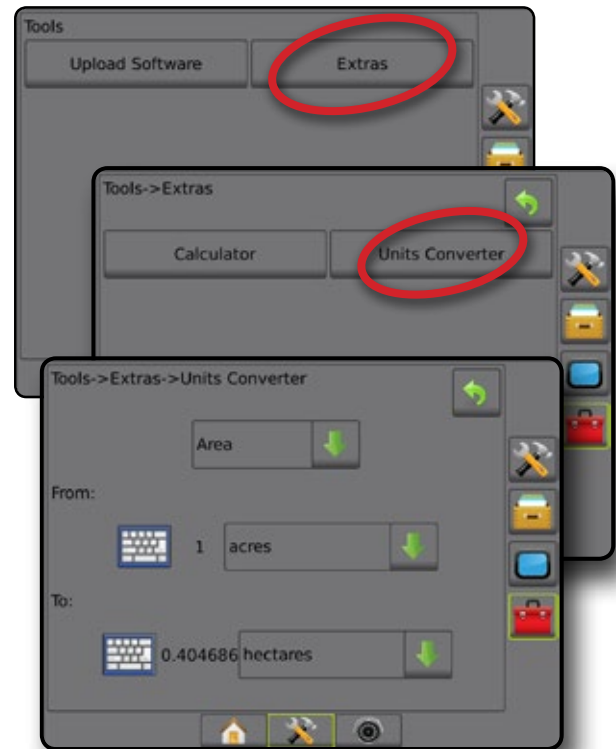 Tools
Upload Software Extras
Tools->Extras
Calculator Units Converter
Tools->Extras->Units Converter
Area
From:
1 acres
To:
0.404686 hectares